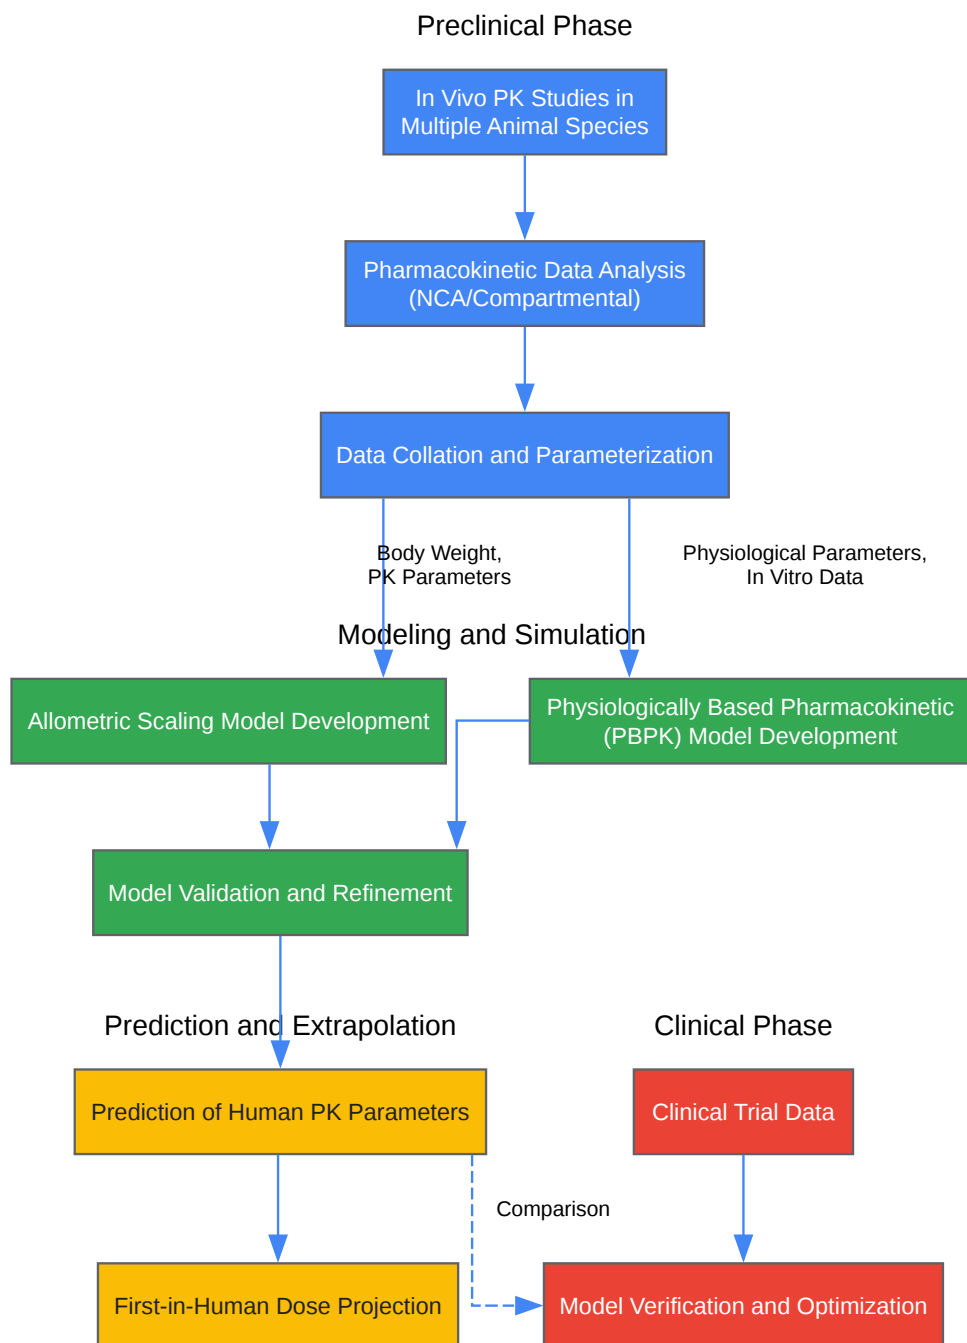 Preclinical Phase
In Vivo PK Studies in
Multiple Animal Species
Pharmacokinetic Data Analysis
(NCA/Compartmental)
Data Collation and Parameterization
Body Weight,
PK Parameters
Physiological Parameters,
In Vitro Data
Modeling and Simulation
Allometric Scaling Model Development
Physiologically Based Pharmacokinetic
(PBPK) Model Development
Model Validation and Refinement
Prediction and Extrapolation
Clinical Phase
Prediction of Human PK Parameters
Clinical Trial Data
Comparison
First-in-Human Dose Projection
Model Verification and Optimization